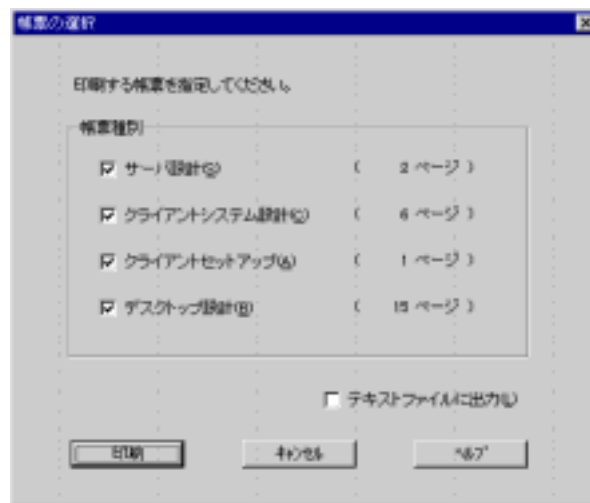 帳票の選択
印刷する帳票を指定してください。
帳票種別
サーバ設計(S) ( 2 ページ )
クライアントシステム設計(C) ( 6 ページ )
クライアントセットアップ(A) ( 1 ページ )
デスクトップ設計(B) ( 15 ページ )
テキストファイルに出力(L)
印刷 キャンセル ヘルプ